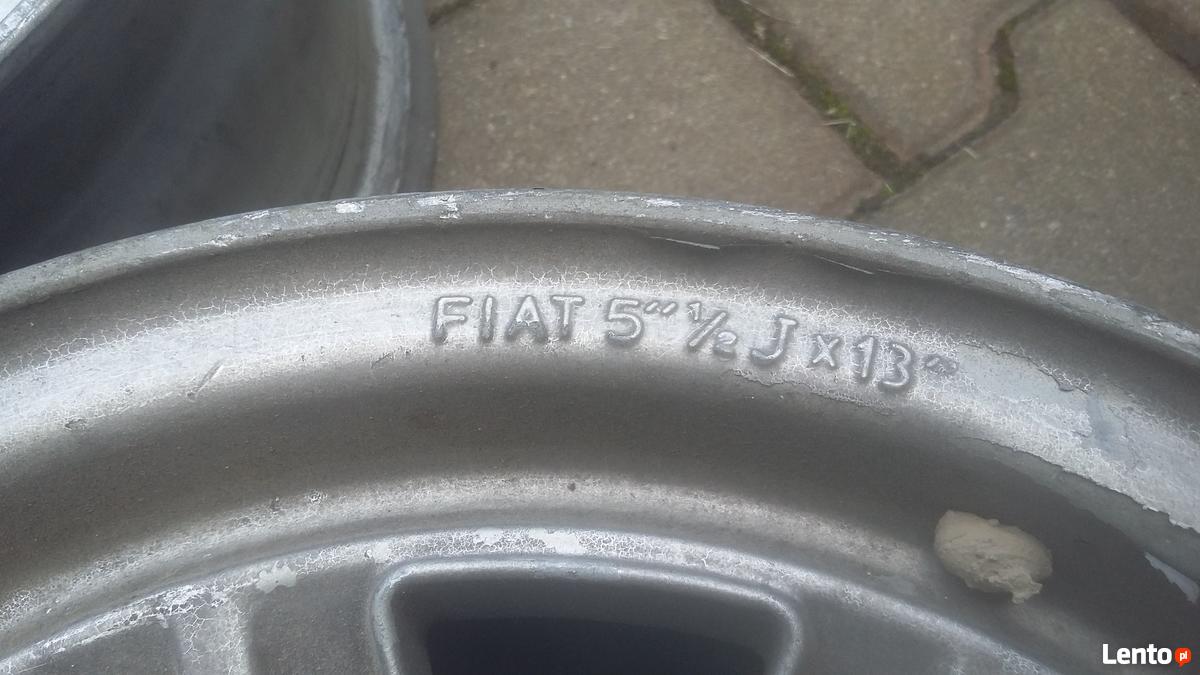 FIAT 5" ½ J x 13"
Lento pl